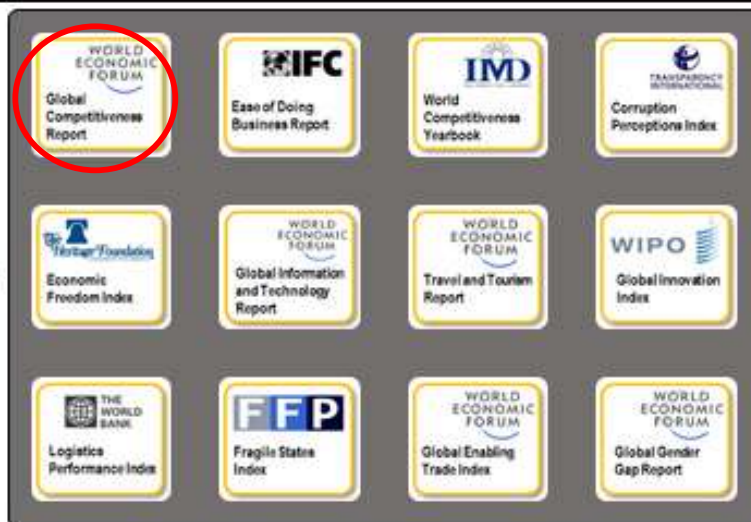 WORLD
ECONOMIC
FORUM
Global
Competitiveness
Report
IFC
Ease of Doing
Business Report
IMD
World
Competitiveness
Yearbook
TRANSPARENCY
INTERNATIONAL
Corruption
Perceptions Index
The Heritage Foundation
Economic
Freedom Index
WORLD
ECONOMIC
FORUM
Global Information
and Technology
Report
WORLD
ECONOMIC
FORUM
Travel and Tourism
Report
WIPO
Global Innovation
Index
THE
WORLD
BANK
Logistics
Performance Index
FFP
Fragile States
Index
WORLD
ECONOMIC
FORUM
Global Enabling
Trade Index
WORLD
ECONOMIC
FORUM
Global Gender
Gap Report